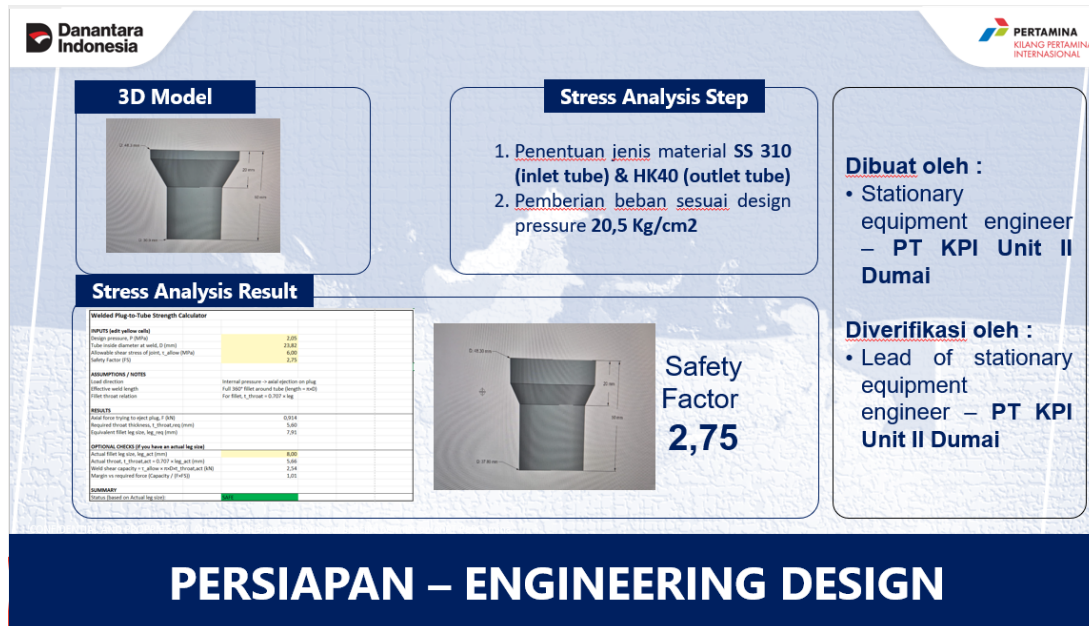 Danantara
Indonesia
PERTAMINA
KILANG PERTAMINA
INTERNASIONAL
3D Model
20 mm
Stress Analysis Step
1. Penentuan jenis material SS 310
(inlet tube) & HK40 (outlet tube)
2. Pemberian beban sesuai design
pressure 20,5 Kg/cm2
Dibuat oleh :
• Stationary
equipment engineer
– PT KPI Unit II
Dumai
Diverifikasi oleh :
• Lead of stationary
equipment
engineer – PT KPI
Unit II Dumai
Stress Analysis Result
Welded Plug-to-Tube Strength Calculator
INPUTS (edit yellow cells)
Design pressure, P (MPa) 2,05
Tube inside diameter at weld, D (mm) 23,82
Allowable shear stress of joint, τ_allow (MPa) 6,00
Safety Factor (FS) 2,75
ASSUMPTIONS / NOTES
Load direction Internal pressure -> axial ejection on plug
Effective weld length Full 360° fillet around tube (length = πD)
Fillet throat relation For fillet, t_throat = 0.707 × leg
RESULTS
Axial force trying to eject plug, F (kN) 0,914
Required throat thickness, t_throat,req (mm) 5,60
Equivalent fillet leg size, leg_req (mm) 7,91
OPTIONAL CHECKS (if you have an actual leg size)
Actual fillet leg size, leg_act (mm) 8,00
Actual throat, t_throat,act = 0.707 × leg_act (mm) 5,66
Weld shear capacity = τ_allow × πD×t_throat,act (kN) 2,54
Margin vs required force (Capacity / (F×FS)) 1,01
SUMMARY
Status (based on Actual leg size): SAFE
20 mm
Safety
Factor
2,75
PERSIAPAN – ENGINEERING DESIGN